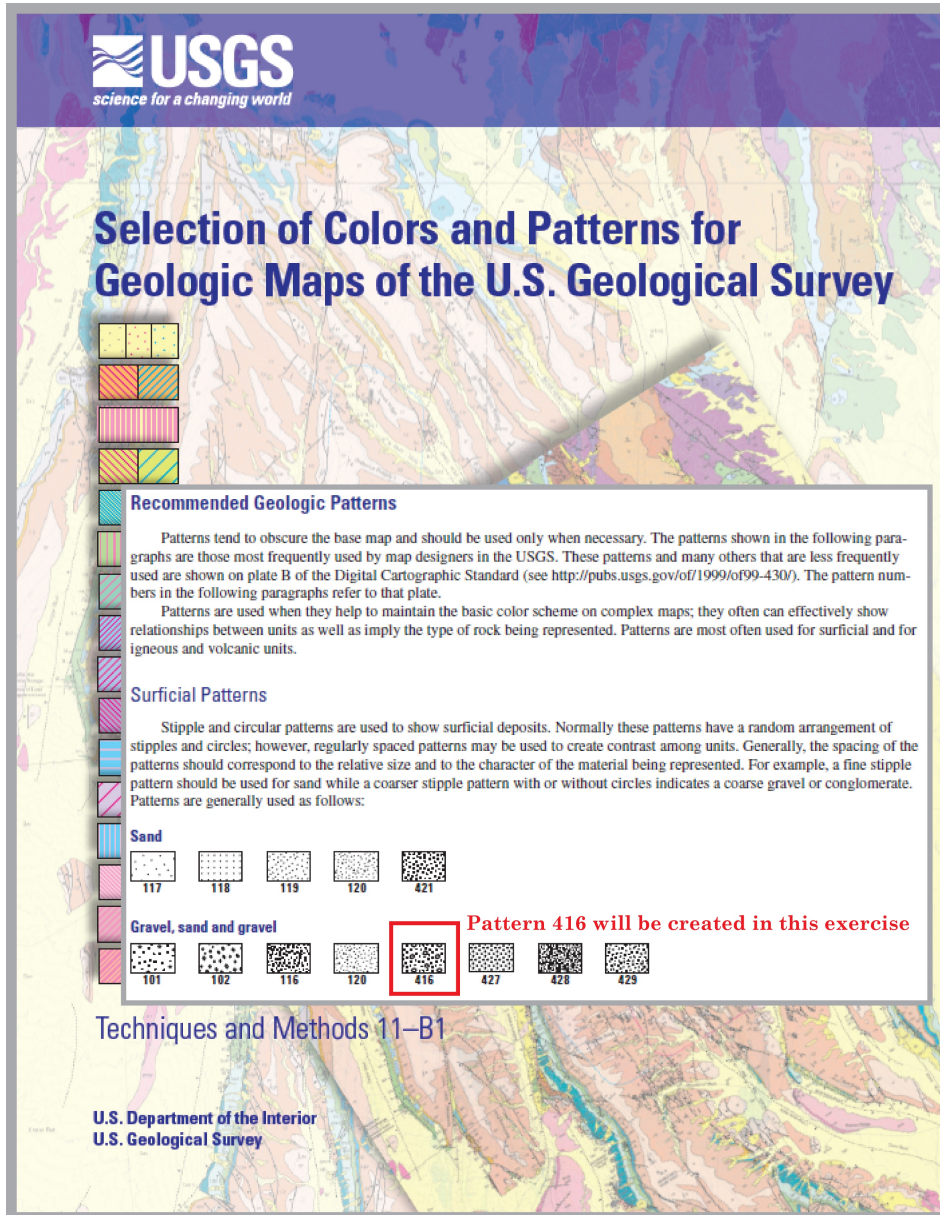 USGS
science for a changing world
Selection of Colors and Patterns for
Geologic Maps of the U.S. Geological Survey
Recommended Geologic Patterns
Patterns tend to obscure the base map and should be used only when necessary. The patterns shown in the following para-
graphs are those most frequently used by map designers in the USGS. These patterns and many others that are less frequently
used are shown on plate B of the Digital Cartographic Standard (see http://pubs.usgs.gov/of/1999/of99-430/). The pattern num-
bers in the following paragraphs refer to that plate.
Patterns are used when they help to maintain the basic color scheme on complex maps; they often can effectively show
relationships between units as well as imply the type of rock being represented. Patterns are most often used for surficial and for
igneous and volcanic units.
Surficial Patterns
Stipple and circular patterns are used to show surficial deposits. Normally these patterns have a random arrangement of
stipples and circles; however, regularly spaced patterns may be used to create contrast among units. Generally, the spacing of the
patterns should correspond to the relative size and to the character of the material being represented. For example, a fine stipple
pattern should be used for sand while a coarser stipple pattern with or without circles indicates a coarse gravel or conglomerate.
Patterns are generally used as follows:
Sand
117 118 119 120 421
Gravel, sand and gravel
Pattern 416 will be created in this exercise
101 102 116 120 416 427 428 429
Techniques and Methods 11–B1
U.S. Department of the Interior
U.S. Geological Survey